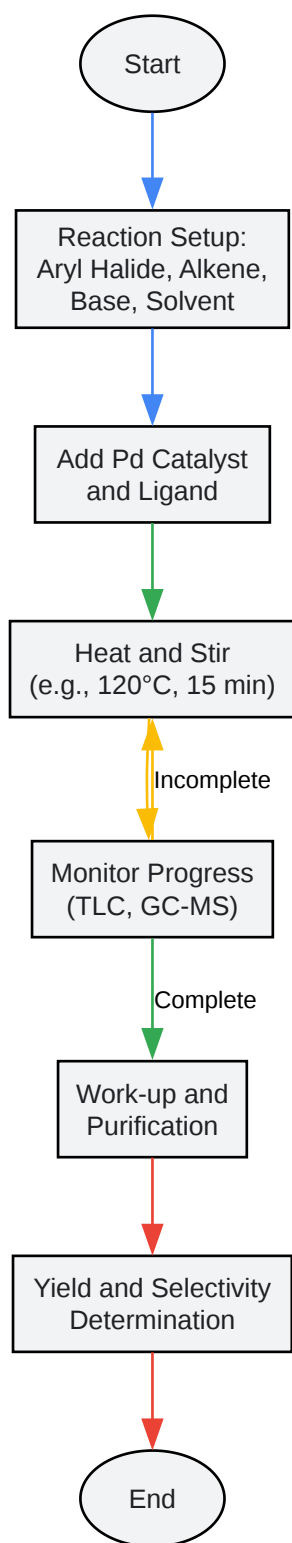 Start
Reaction Setup:
Aryl Halide, Alkene,
Base, Solvent
Add Pd Catalyst
and Ligand
Heat and Stir
(e.g., 120°C, 15 min)
Incomplete
Monitor Progress
(TLC, GC-MS)
Complete
Work-up and
Purification
Yield and Selectivity
Determination
End